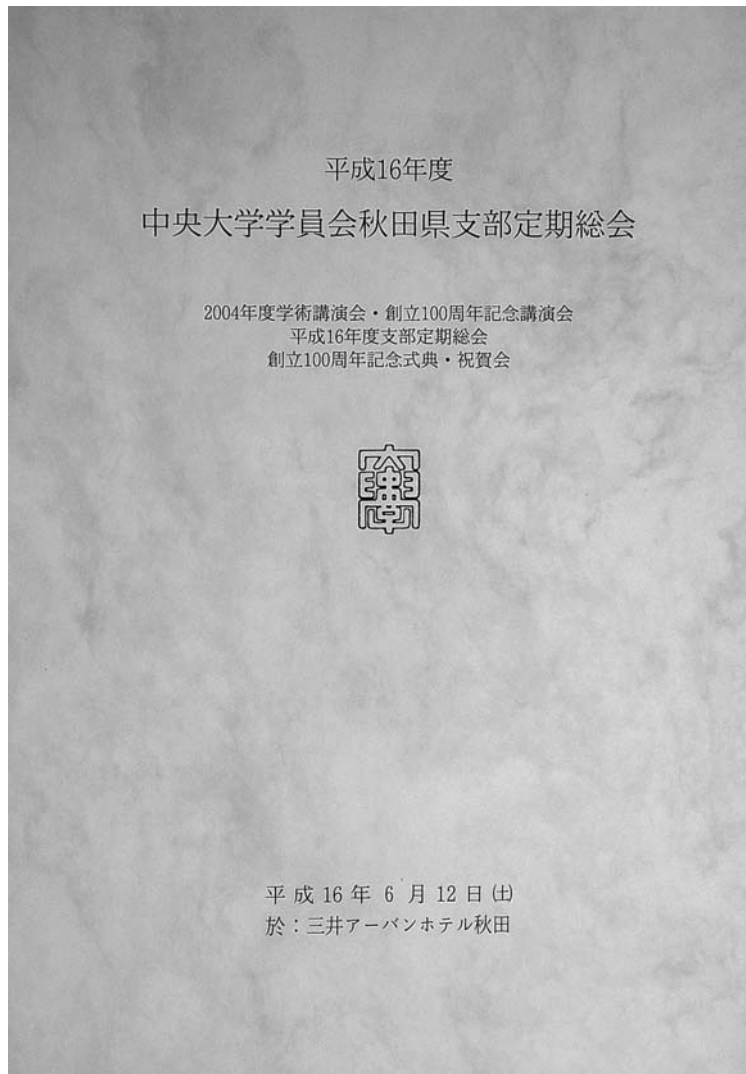 平成16年度
中央大学学員会秋田県支部定期総会
2004年度学術講演会・創立100周年記念講演会
平成16年度支部定期総会
創立100周年記念式典・祝賀会
平成16年6月12日(土)
於:三井アーバンホテル秋田